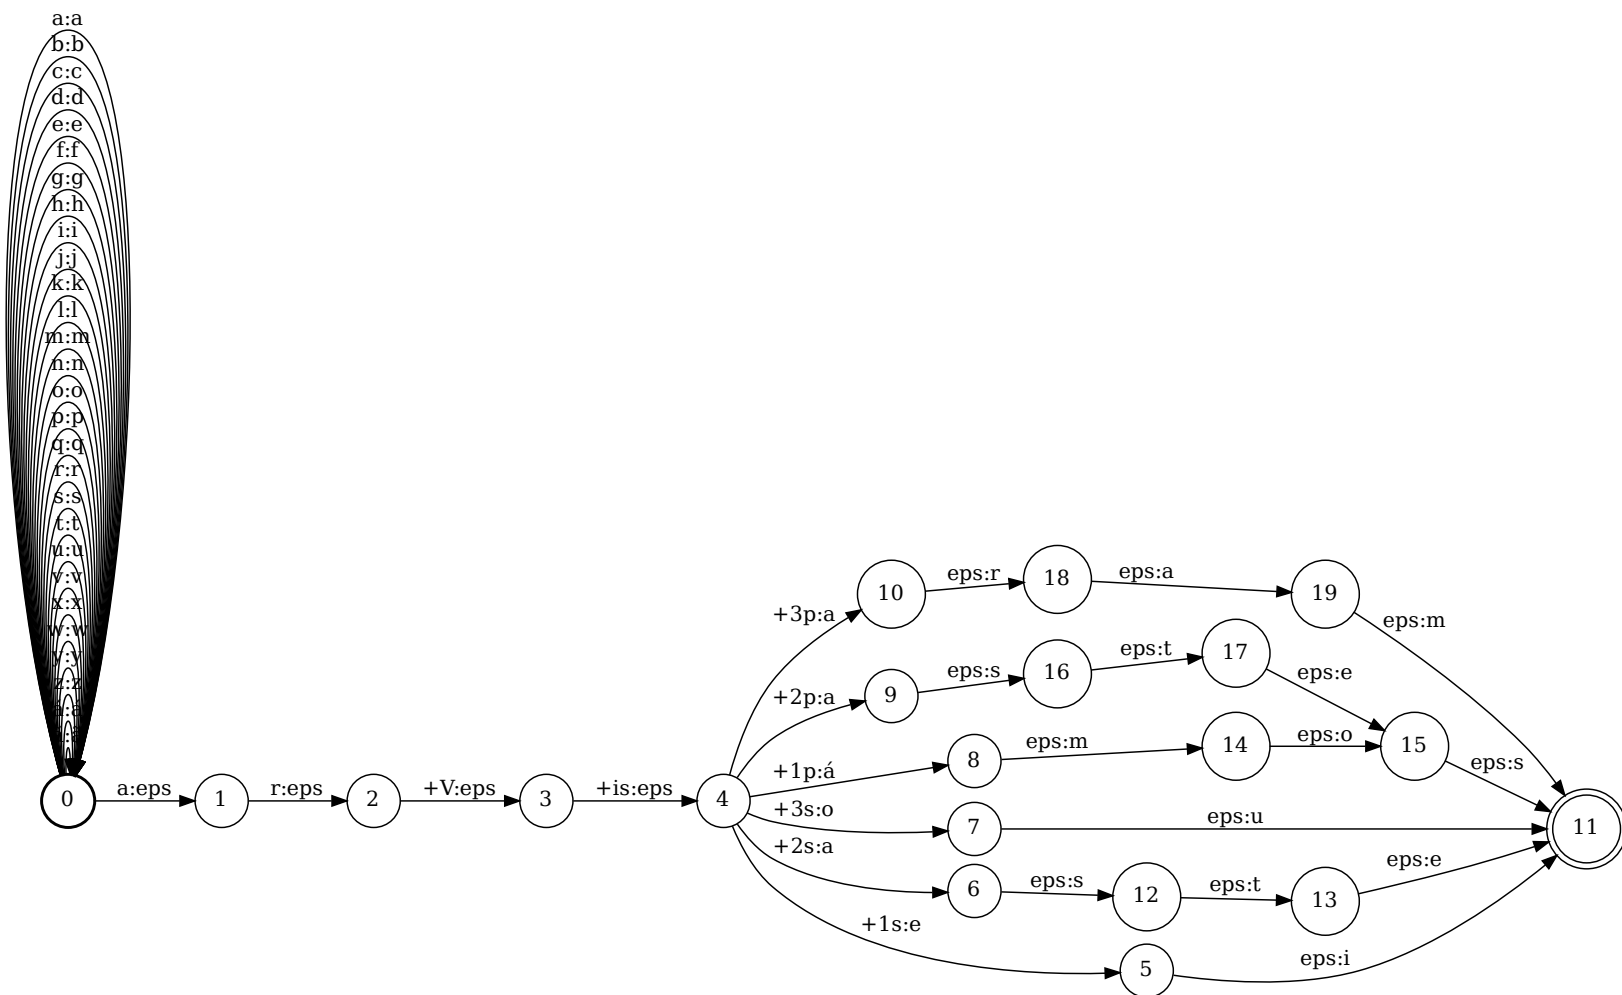 a:a
b:b
c:c
d:d
e:e
f:f
g:g
h:h
i:i
j:j
k:k
l:l
m:m
n:n
o:o
p:p
q:q
r:r
s:s
t:t
u:u
v:v
x:x
w:w
y:y
z:z
0
a:eps
1
r:eps
2
+V:eps
3
+is:eps
4
+3p:a
10
eps:r
18
eps:a
19
eps:m
+2p:a
9
eps:s
16
eps:t
17
eps:e
+1p:á
8
eps:m
14
eps:o
15
eps:s
+3s:o
7
eps:u
11
+2s:a
6
eps:s
12
eps:t
13
eps:e
+1s:e
5
eps:i